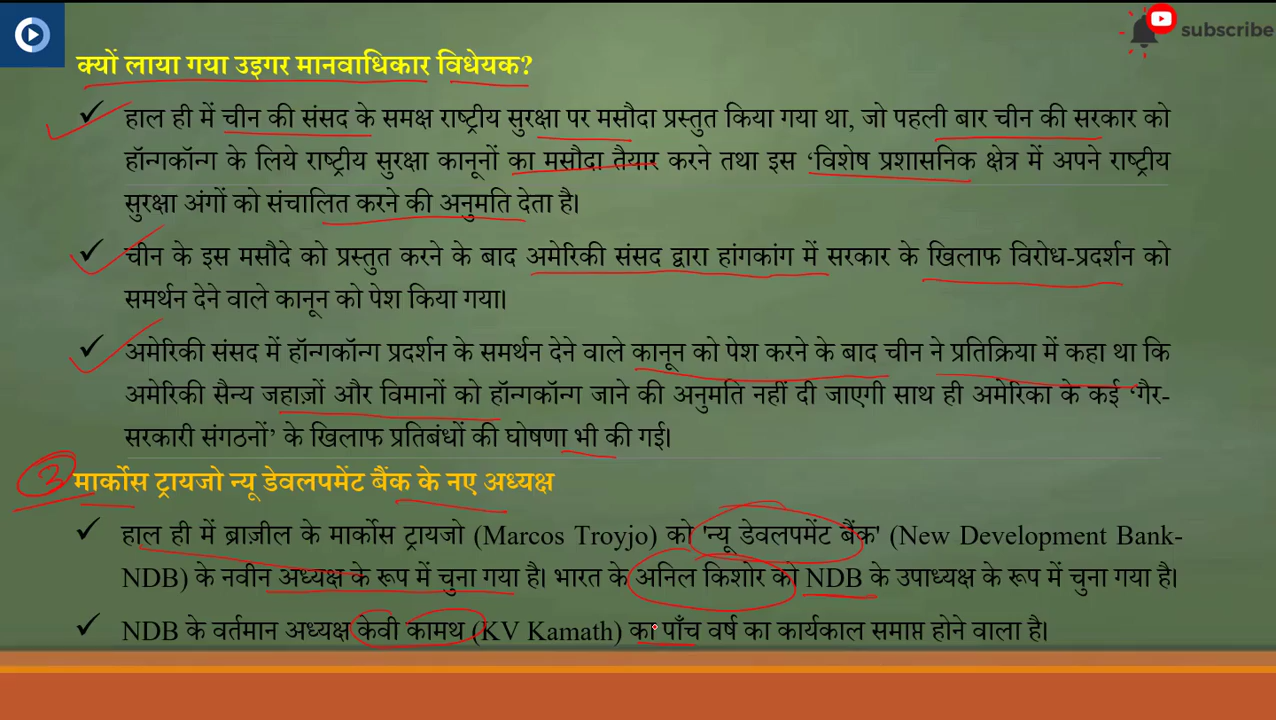 subscribe
क्यों लाया गया उइगर मानवाधिकार विधेयक?
✓ हाल ही में चीन की संसद के समक्ष राष्ट्रीय सुरक्षा पर मसौदा प्रस्तुत किया गया था, जो पहली बार चीन की सरकार को
हॉन्गकॉन्ग के लिये राष्ट्रीय सुरक्षा कानूनों का मसौदा तैयार करने तथा इस ‘विशेष प्रशासनिक क्षेत्र में अपने राष्ट्रीय
सुरक्षा अंगों को संचालित करने की अनुमति देता है।
✓ चीन के इस मसौदे को प्रस्तुत करने के बाद अमेरिकी संसद द्वारा हांगकांग में सरकार के खिलाफ विरोध-प्रदर्शन को
समर्थन देने वाले कानून को पेश किया गया।
✓ अमेरिकी संसद में हॉन्गकॉन्ग प्रदर्शन के समर्थन देने वाले कानून को पेश करने के बाद चीन ने प्रतिक्रिया में कहा था कि
अमेरिकी सैन्य जहाज़ों और विमानों को हॉन्गकॉन्ग जाने की अनुमति नहीं दी जाएगी साथ ही अमेरिका के कई ‘गैर-
सरकारी संगठनों’ के खिलाफ प्रतिबंधों की घोषणा भी की गई।
मार्कोस ट्रायजो न्यू डेवलपमेंट बैंक के नए अध्यक्ष
✓ हाल ही में ब्राज़ील के मार्कोस ट्रायजो (Marcos Troyjo) को 'न्यू डेवलपमेंट बैंक' (New Development Bank-
NDB) के नवीन अध्यक्ष के रूप में चुना गया है। भारत के अनिल किशोर को NDB के उपाध्यक्ष के रूप में चुना गया है।
✓ NDB के वर्तमान अध्यक्ष केवी कामथ (KV Kamath) का पाँच वर्ष का कार्यकाल समाप्त होने वाला है।